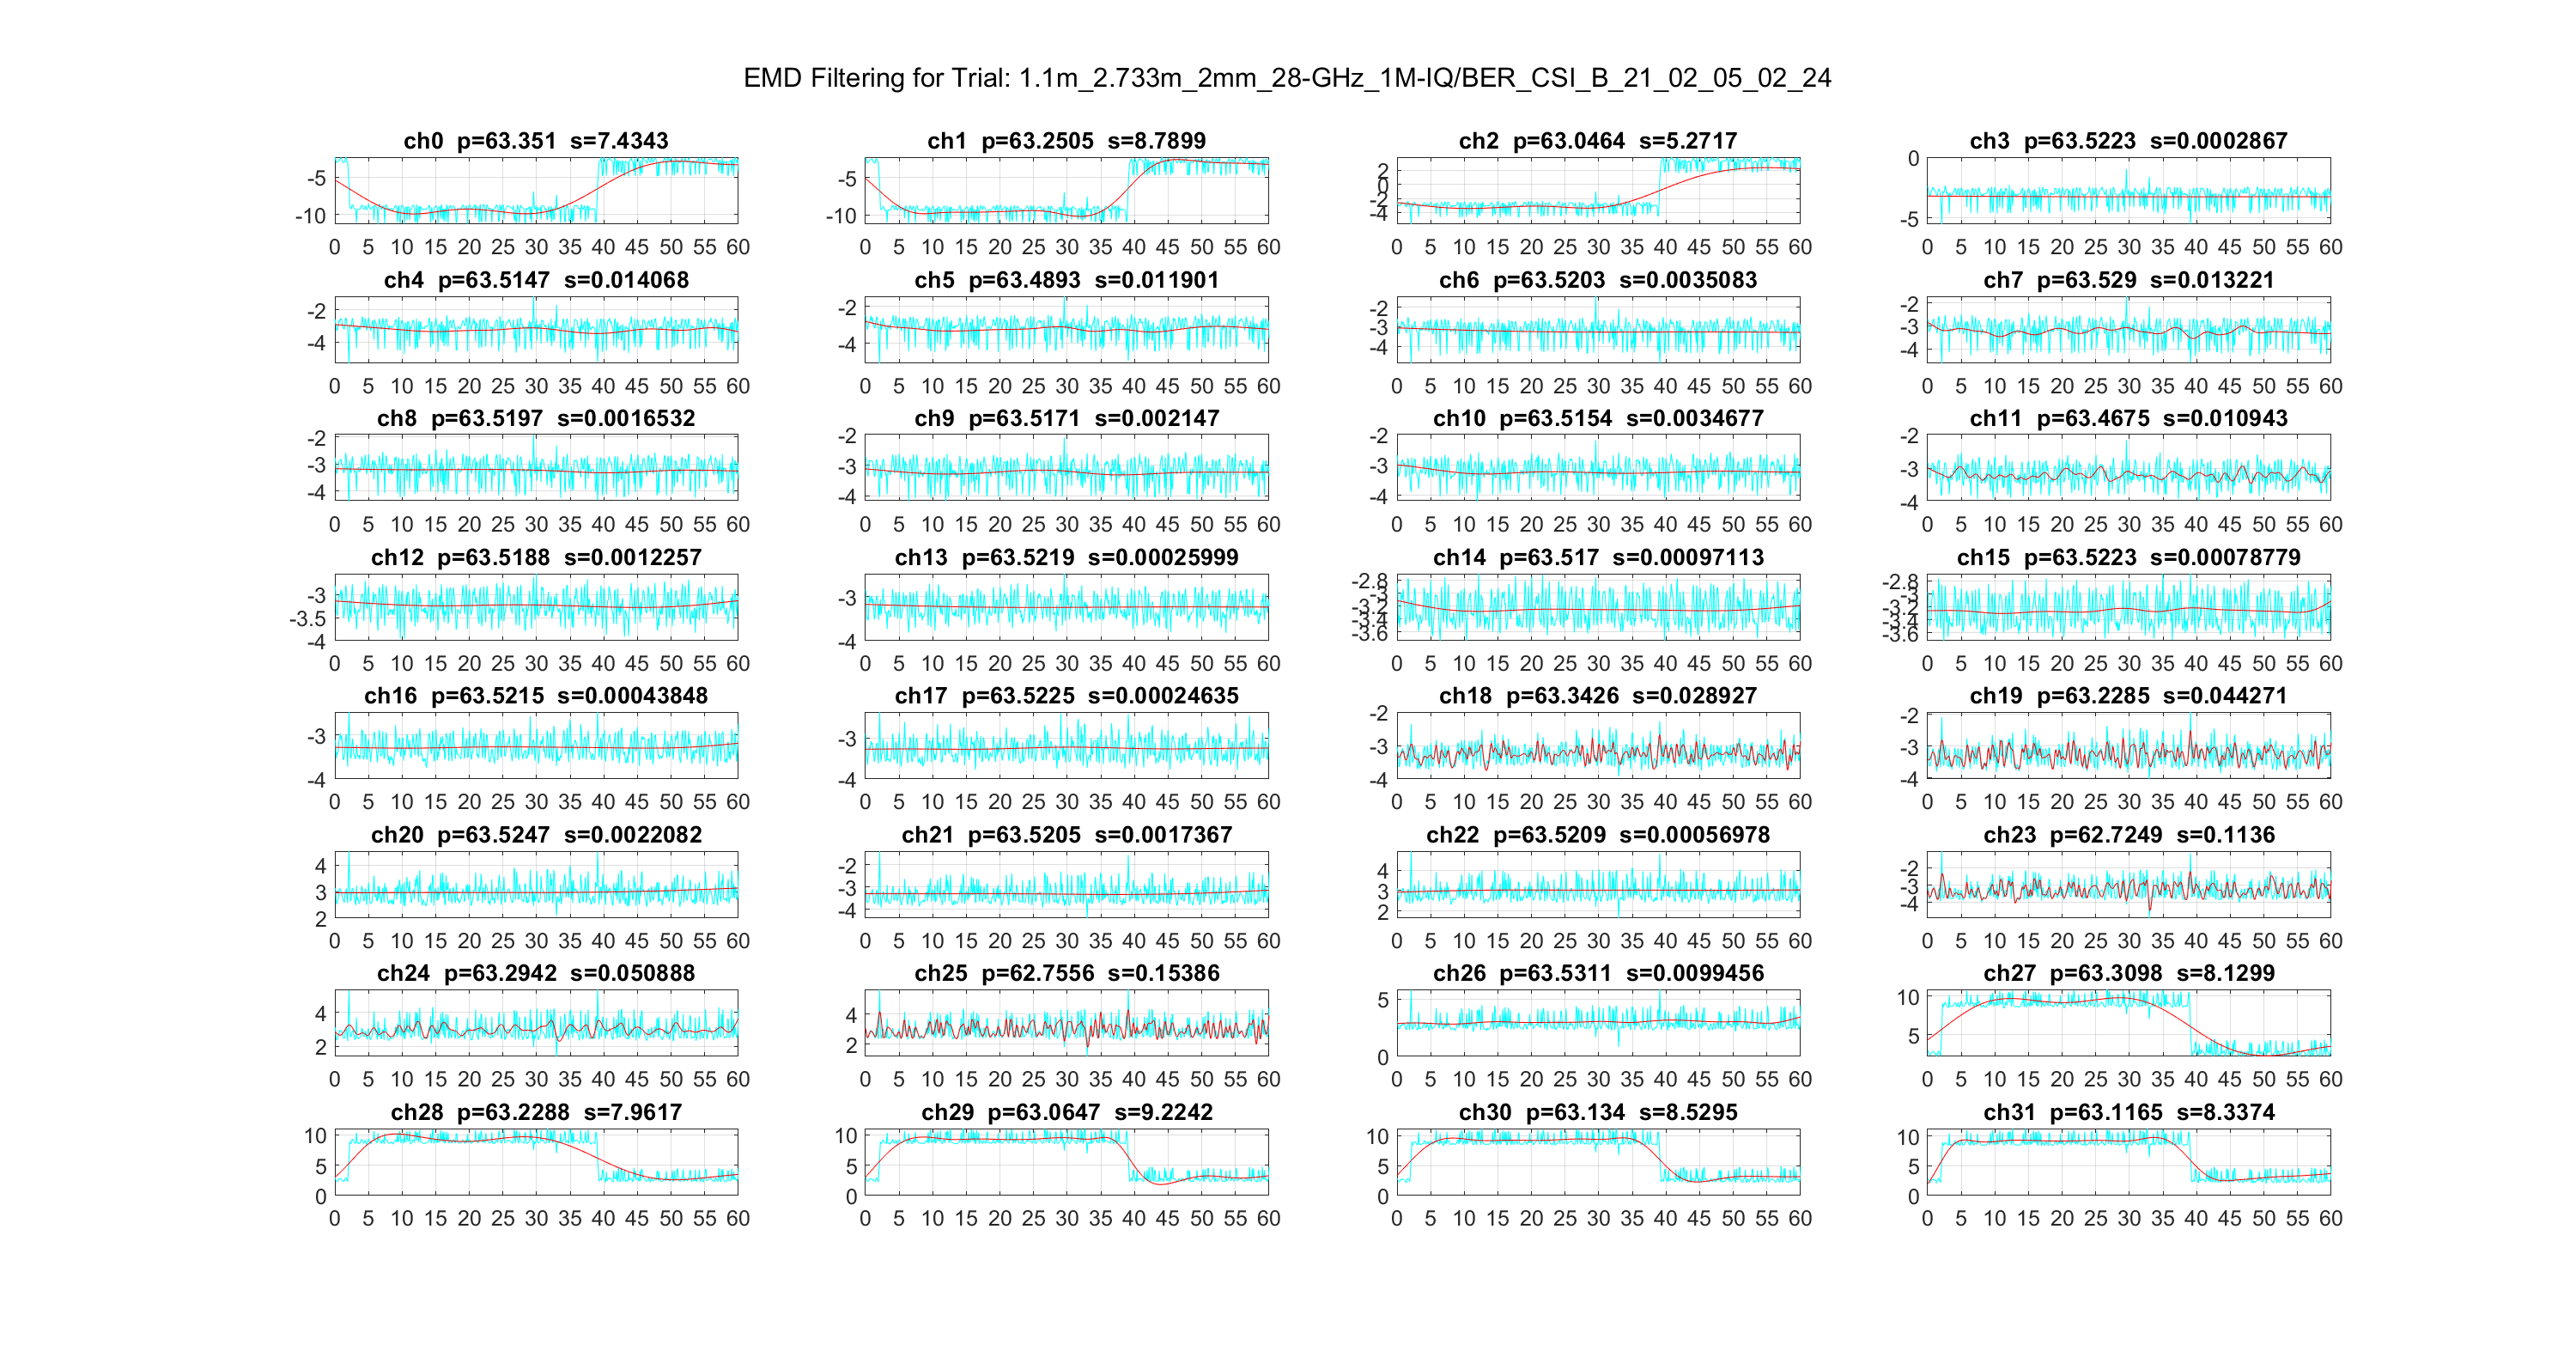 EMD Filtering for Trial: 1.1m_2.733m_2mm_28-GHz_1M-IQ/BER_CSI_B_21_02_05_02_24
ch0 p=63.351 s=7.4343
-5
-10
0 5 10 15 20 25 30 35 40 45 50 55 60
ch1 p=63.2505 s=8.7899
-5
-10
0 5 10 15 20 25 30 35 40 45 50 55 60
ch2 p=63.0464 s=5.2717
2
0
-2
-4
0 5 10 15 20 25 30 35 40 45 50 55 60
ch3 p=63.5223 s=0.0002867
0
-5
0 5 10 15 20 25 30 35 40 45 50 55 60
ch4 p=63.5147 s=0.014068
-2
-4
0 5 10 15 20 25 30 35 40 45 50 55 60
ch5 p=63.4893 s=0.011901
-2
-4
0 5 10 15 20 25 30 35 40 45 50 55 60
ch6 p=63.5203 s=0.0035083
-2
-3
-4
0 5 10 15 20 25 30 35 40 45 50 55 60
ch7 p=63.529 s=0.013221
-2
-3
-4
0 5 10 15 20 25 30 35 40 45 50 55 60
ch8 p=63.5197 s=0.0016532
-2
-3
-4
0 5 10 15 20 25 30 35 40 45 50 55 60
ch9 p=63.5171 s=0.002147
-2
-3
-4
0 5 10 15 20 25 30 35 40 45 50 55 60
ch10 p=63.5154 s=0.0034677
-2
-3
-4
0 5 10 15 20 25 30 35 40 45 50 55 60
ch11 p=63.4675 s=0.010943
-2
-3
-4
0 5 10 15 20 25 30 35 40 45 50 55 60
ch12 p=63.5188 s=0.0012257
-3
-3.5
-4
0 5 10 15 20 25 30 35 40 45 50 55 60
ch13 p=63.5219 s=0.00025999
-3
-4
0 5 10 15 20 25 30 35 40 45 50 55 60
ch14 p=63.517 s=0.00097113
-2.8
-3
-3.2
-3.4
-3.6
0 5 10 15 20 25 30 35 40 45 50 55 60
ch15 p=63.5223 s=0.00078779
-2.8
-3
-3.2
-3.4
-3.6
0 5 10 15 20 25 30 35 40 45 50 55 60
ch16 p=63.5215 s=0.00043848
-3
-4
0 5 10 15 20 25 30 35 40 45 50 55 60
ch17 p=63.5225 s=0.00024635
-3
-4
0 5 10 15 20 25 30 35 40 45 50 55 60
ch18 p=63.3426 s=0.028927
-2
-3
-4
0 5 10 15 20 25 30 35 40 45 50 55 60
ch19 p=63.2285 s=0.044271
-2
-3
-4
0 5 10 15 20 25 30 35 40 45 50 55 60
ch20 p=63.5247 s=0.0022082
4
3
2
0 5 10 15 20 25 30 35 40 45 50 55 60
ch21 p=63.5205 s=0.0017367
-2
-3
-4
0 5 10 15 20 25 30 35 40 45 50 55 60
ch22 p=63.5209 s=0.00056978
4
3
2
0 5 10 15 20 25 30 35 40 45 50 55 60
ch23 p=62.7249 s=0.1136
-2
-3
-4
0 5 10 15 20 25 30 35 40 45 50 55 60
ch24 p=63.2942 s=0.050888
4
2
0 5 10 15 20 25 30 35 40 45 50 55 60
ch25 p=62.7556 s=0.15386
4
2
0 5 10 15 20 25 30 35 40 45 50 55 60
ch26 p=63.5311 s=0.0099456
5
0
0 5 10 15 20 25 30 35 40 45 50 55 60
ch27 p=63.3098 s=8.1299
10
5
0 5 10 15 20 25 30 35 40 45 50 55 60
ch28 p=63.2288 s=7.9617
10
5
0
0 5 10 15 20 25 30 35 40 45 50 55 60
ch29 p=63.0647 s=9.2242
10
5
0
0 5 10 15 20 25 30 35 40 45 50 55 60
ch30 p=63.134 s=8.5295
10
5
0
0 5 10 15 20 25 30 35 40 45 50 55 60
ch31 p=63.1165 s=8.3374
10
5
0
0 5 10 15 20 25 30 35 40 45 50 55 60